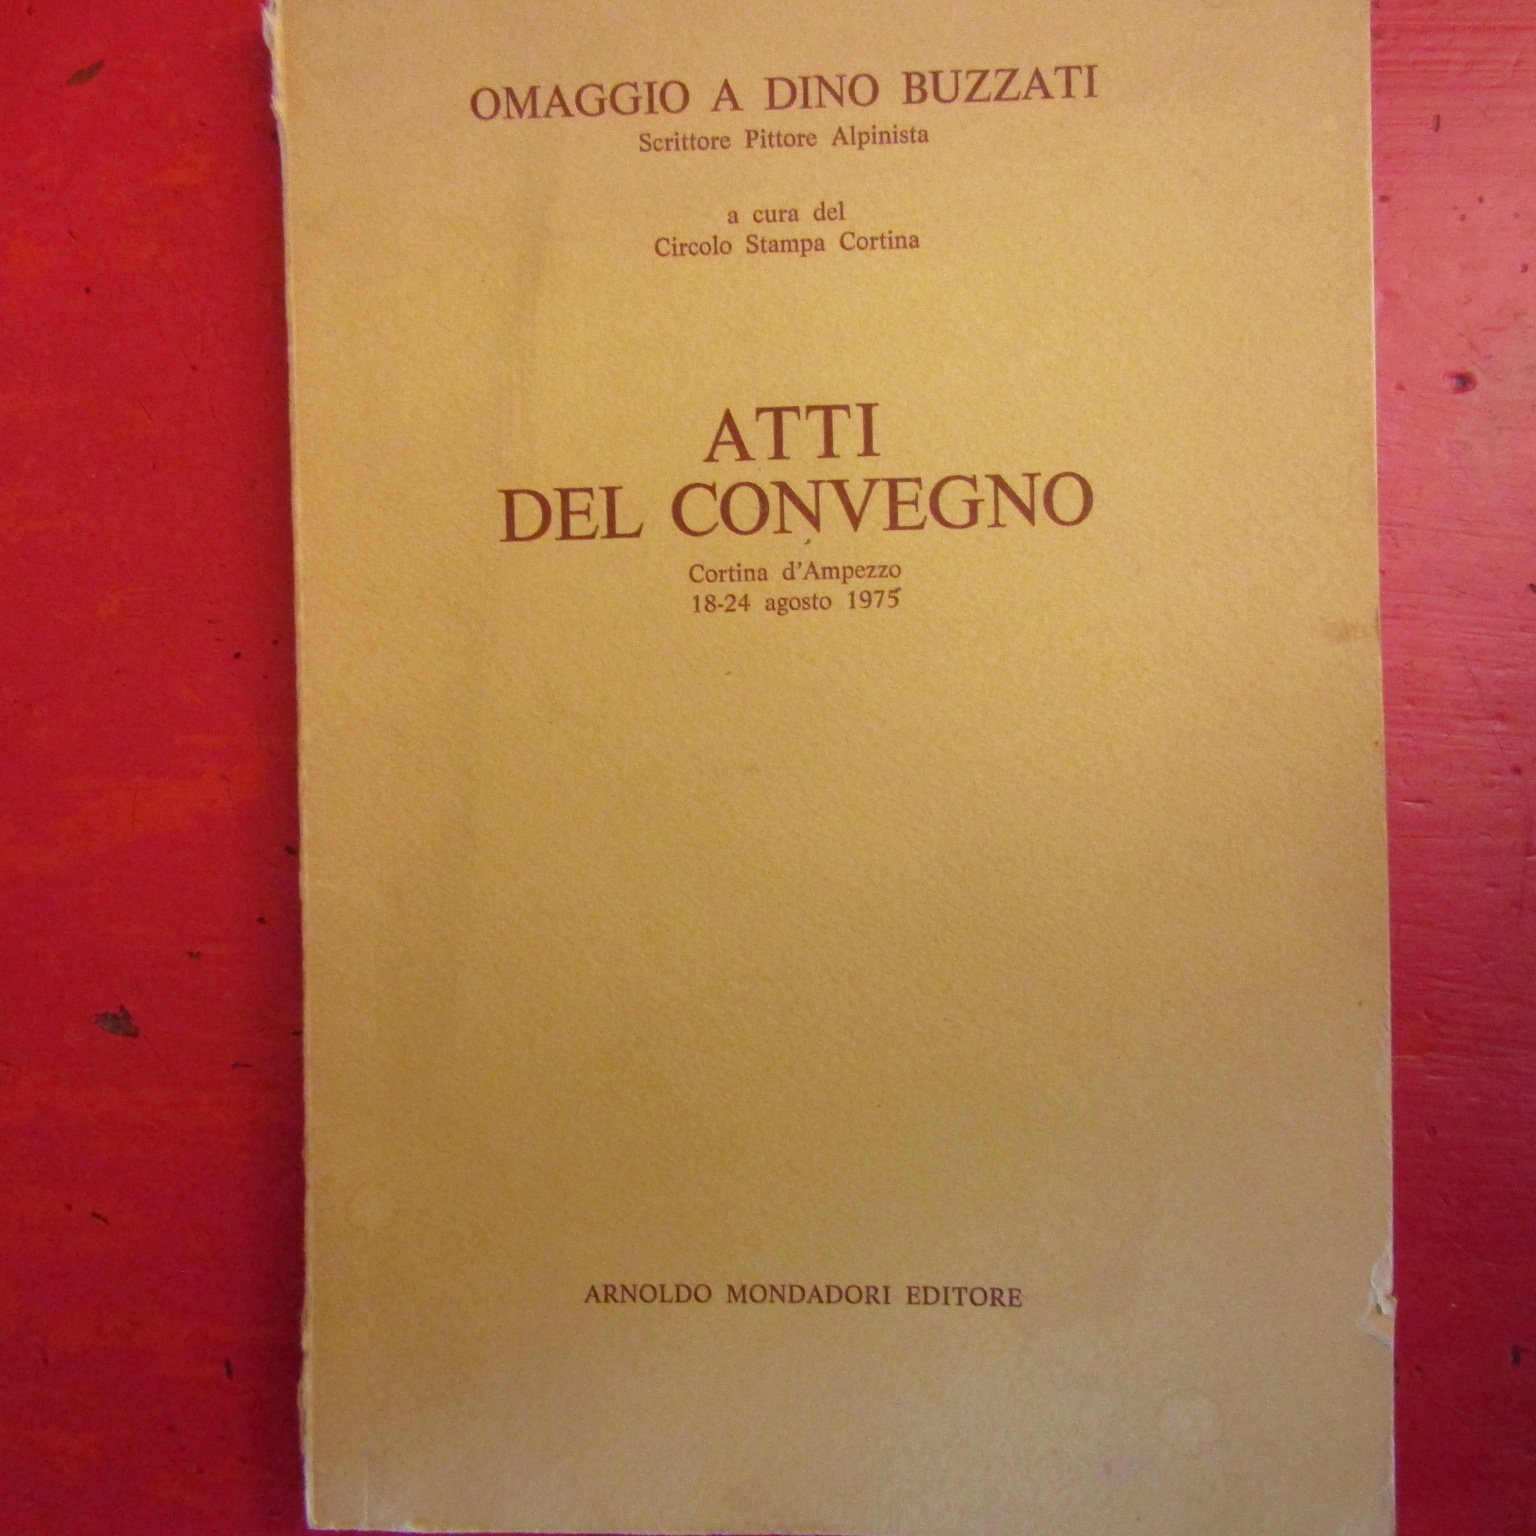 OMAGGIO A DINO BUZZATI
Scrittore Pittore Alpinista
a cura del
Circolo Stampa Cortina
ATTI
DEL CONVEGNO
Cortina d'Ampezzo
18-24 agosto 1975
ARNOLDO MONDADORI EDITORE